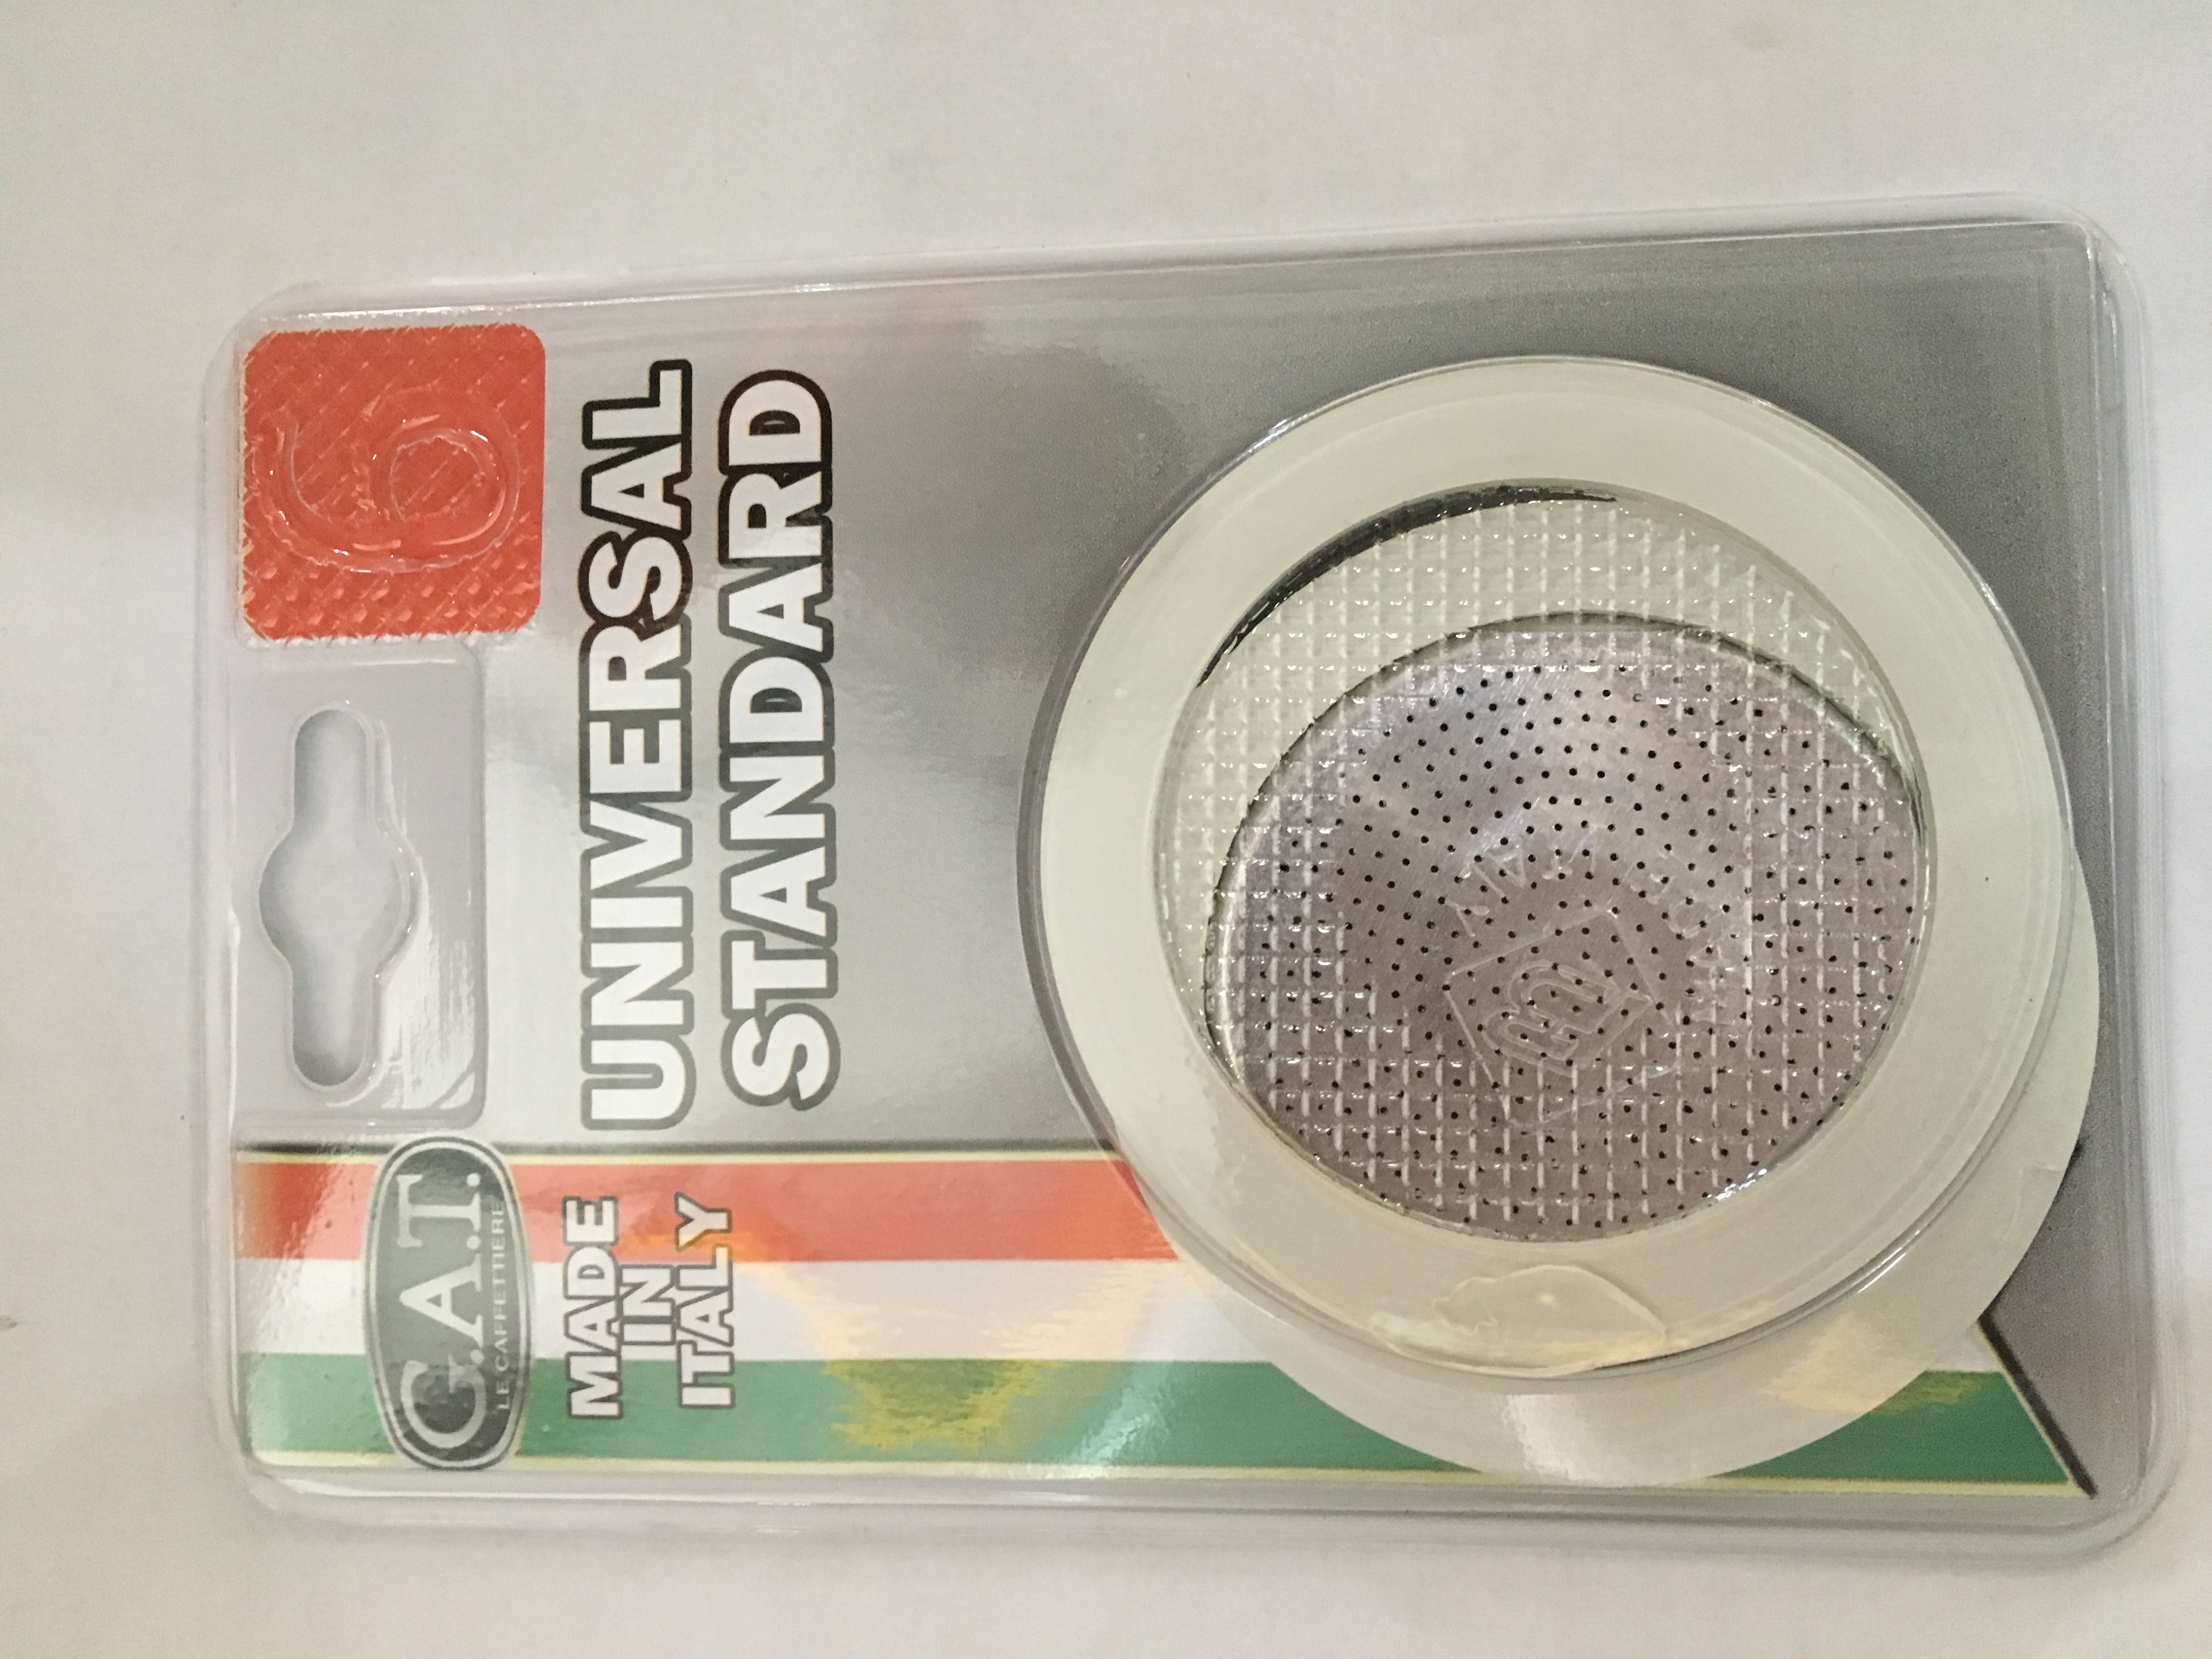 6
UNIVERSAL
STANDARD
G.A.T.
LE CAFFETTIERE
MADE
IN
ITALY
m